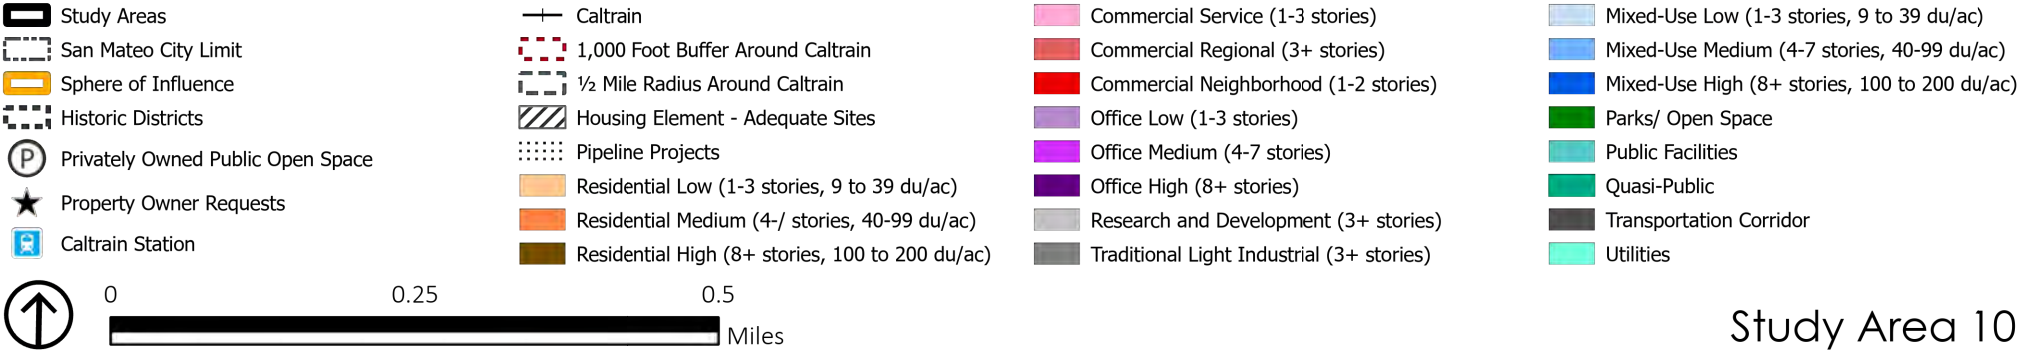 Study Areas
San Mateo City Limit
Sphere of Influence
Historic Districts
P
Privately Owned Public Open Space
Property Owner Requests
Caltrain Station
Caltrain
1,000 Foot Buffer Around Caltrain
½ Mile Radius Around Caltrain
Housing Element - Adequate Sites
Pipeline Projects
Residential Low (1-3 stories, 9 to 39 du/ac)
Residential Medium (4-/ stories, 40-99 du/ac)
Residential High (8+ stories, 100 to 200 du/ac)
Commercial Service (1-3 stories)
Commercial Regional (3+ stories)
Commercial Neighborhood (1-2 stories)
Office Low (1-3 stories)
Office Medium (4-7 stories)
Office High (8+ stories)
Research and Development (3+ stories)
Traditional Light Industrial (3+ stories)
Mixed-Use Low (1-3 stories, 9 to 39 du/ac)
Mixed-Use Medium (4-7 stories, 40-99 du/ac)
Mixed-Use High (8+ stories, 100 to 200 du/ac)
Parks/ Open Space
Public Facilities
Quasi-Public
Transportation Corridor
Utilities
0 0.25 0.5
Miles
Study Area 10